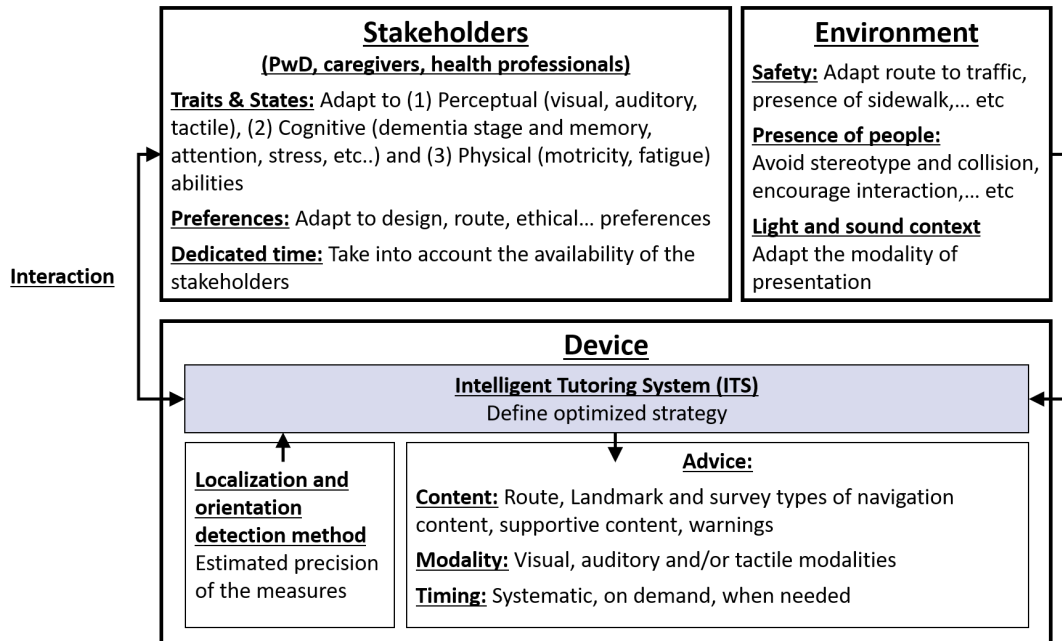 Stakeholders
(PwD, caregivers, health professionals)
Traits & States: Adapt to (1) Perceptual (visual, auditory,
tactile), (2) Cognitive (dementia stage and memory,
attention, stress, etc..) and (3) Physical (motricity, fatigue)
abilities
Preferences: Adapt to design, route, ethical... preferences
Dedicated time: Take into account the availability of the
stakeholders
Environment
Safety: Adapt route to traffic,
presence of sidewalk,... etc
Presence of people:
Avoid stereotype and collision,
encourage interaction,... etc
Light and sound context
Adapt the modality of
presentation
Interaction
Device
Intelligent Tutoring System (ITS)
Define optimized strategy
Localization and
orientation
detection method
Estimated precision
of the measures
Advice:
Content: Route, Landmark and survey types of navigation
content, supportive content, warnings
Modality: Visual, auditory and/or tactile modalities
Timing: Systematic, on demand, when needed